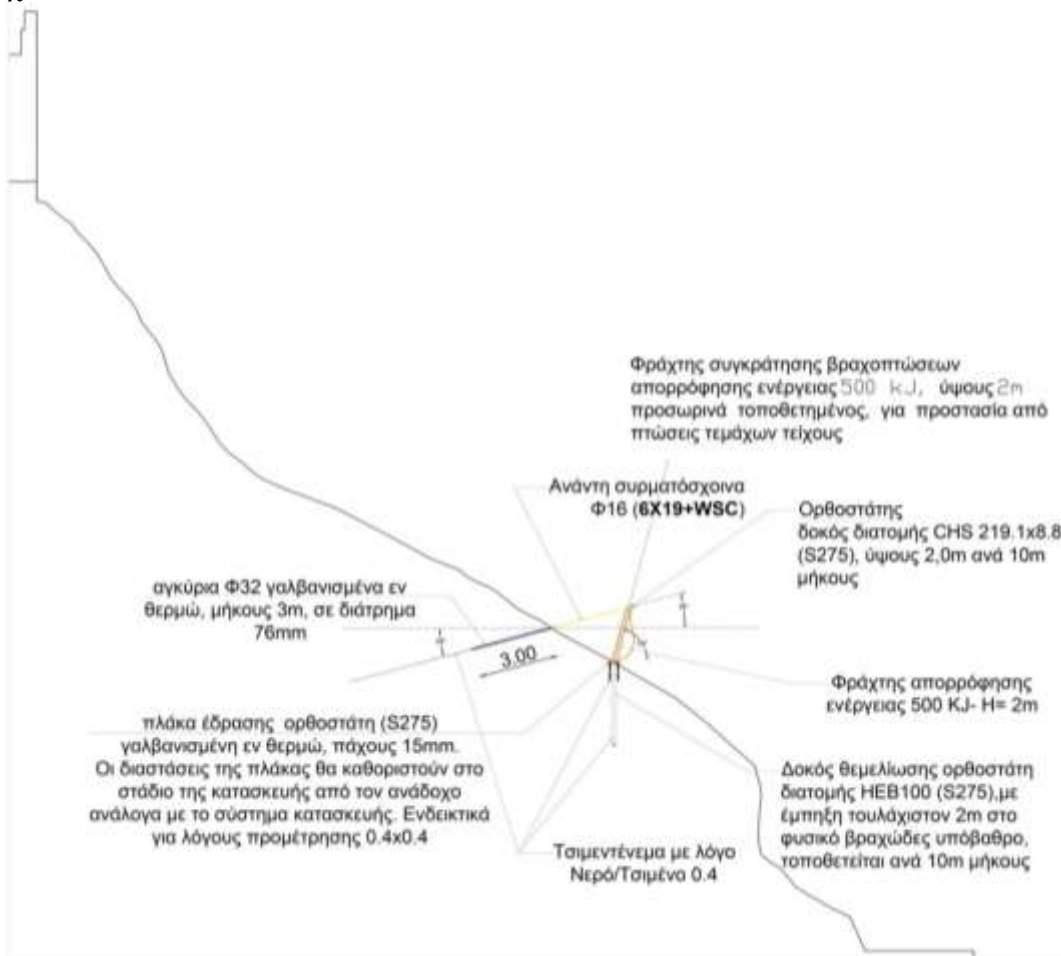 Φράχτης συγκράτησης βραχοπτώσεων
απορρόφησης ενέργειας 500 kJ, ύψους 2m
προσωρινά τοποθετημένος, για προστασία από
πτώσεις τεμάχων τείχους
Ανάντη συρματόσχοινα
Φ16 (6X19+WSC)
Ορθοστάτης
δοκός διατομής CHS 219.1x8.8
(S275), ύψους 2,0m ανά 10m
μήκους
αγκύρια Φ32 γαλβανισμένα εν
θερμώ, μήκους 3m, σε διάτρημα
76mm
3.00
Φράχτης απορρόφησης
ενέργειας 500 KJ- H= 2m
πλάκα έδρασης ορθοστάτη (S275)
γαλβανισμένη εν θερμώ, πάχους 15mm.
Οι διαστάσεις της πλάκας θα καθοριστούν στο
στάδιο της κατασκευής από τον ανάδοχο
ανάλογα με το σύστημα κατασκευής. Ενδεικτικά
για λόγους προμέτρησης 0.4x0.4
Δοκός θεμελίωσης ορθοστάτη
διατομής HEB100 (S275),με
έμπηξη τουλάχιστον 2m στο
φυσικό βραχώδες υπόβαθρο,
τοποθετείται ανά 10m μήκους
Τσιμεντένεμα με λόγο
Νερό/Τσιμένα 0.4